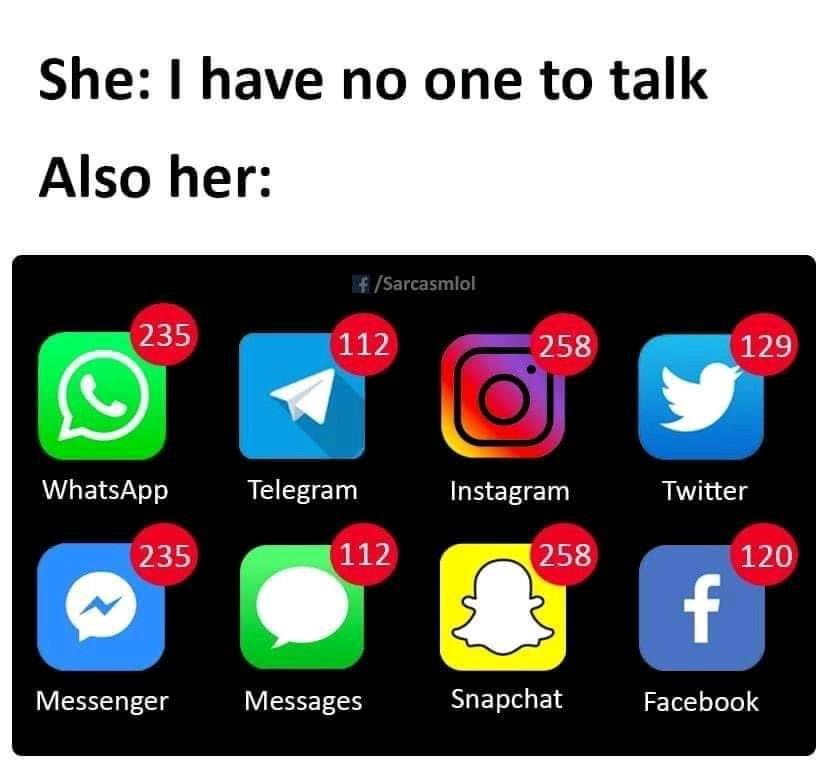 She: I have no one to talk
Also her:
f /Sarcasmlol
235 112 258 129
WhatsApp Telegram Instagram Twitter
235 112 258 120
f
Messenger Messages Snapchat Facebook